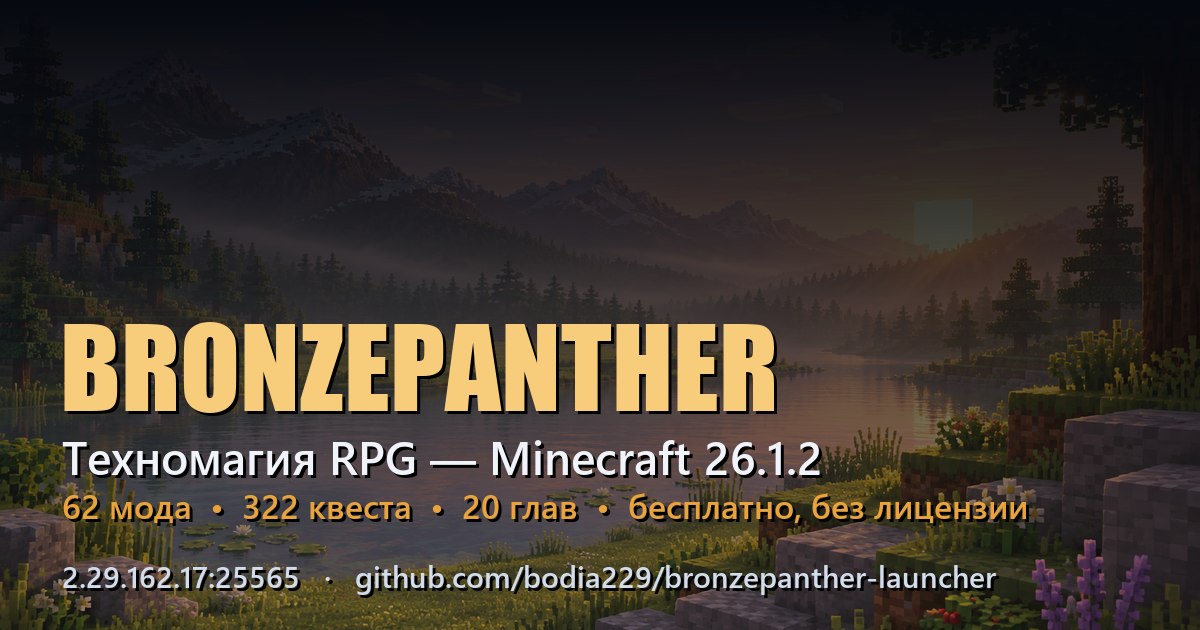 BRONZEPANTHER
Техномагия RPG — Minecraft 26.1.2
62 мода • 322 квеста • 20 глав • бесплатно, без лицензии
2.29.162.17:25565 · github.com/bodia229/bronzepanther-launcher